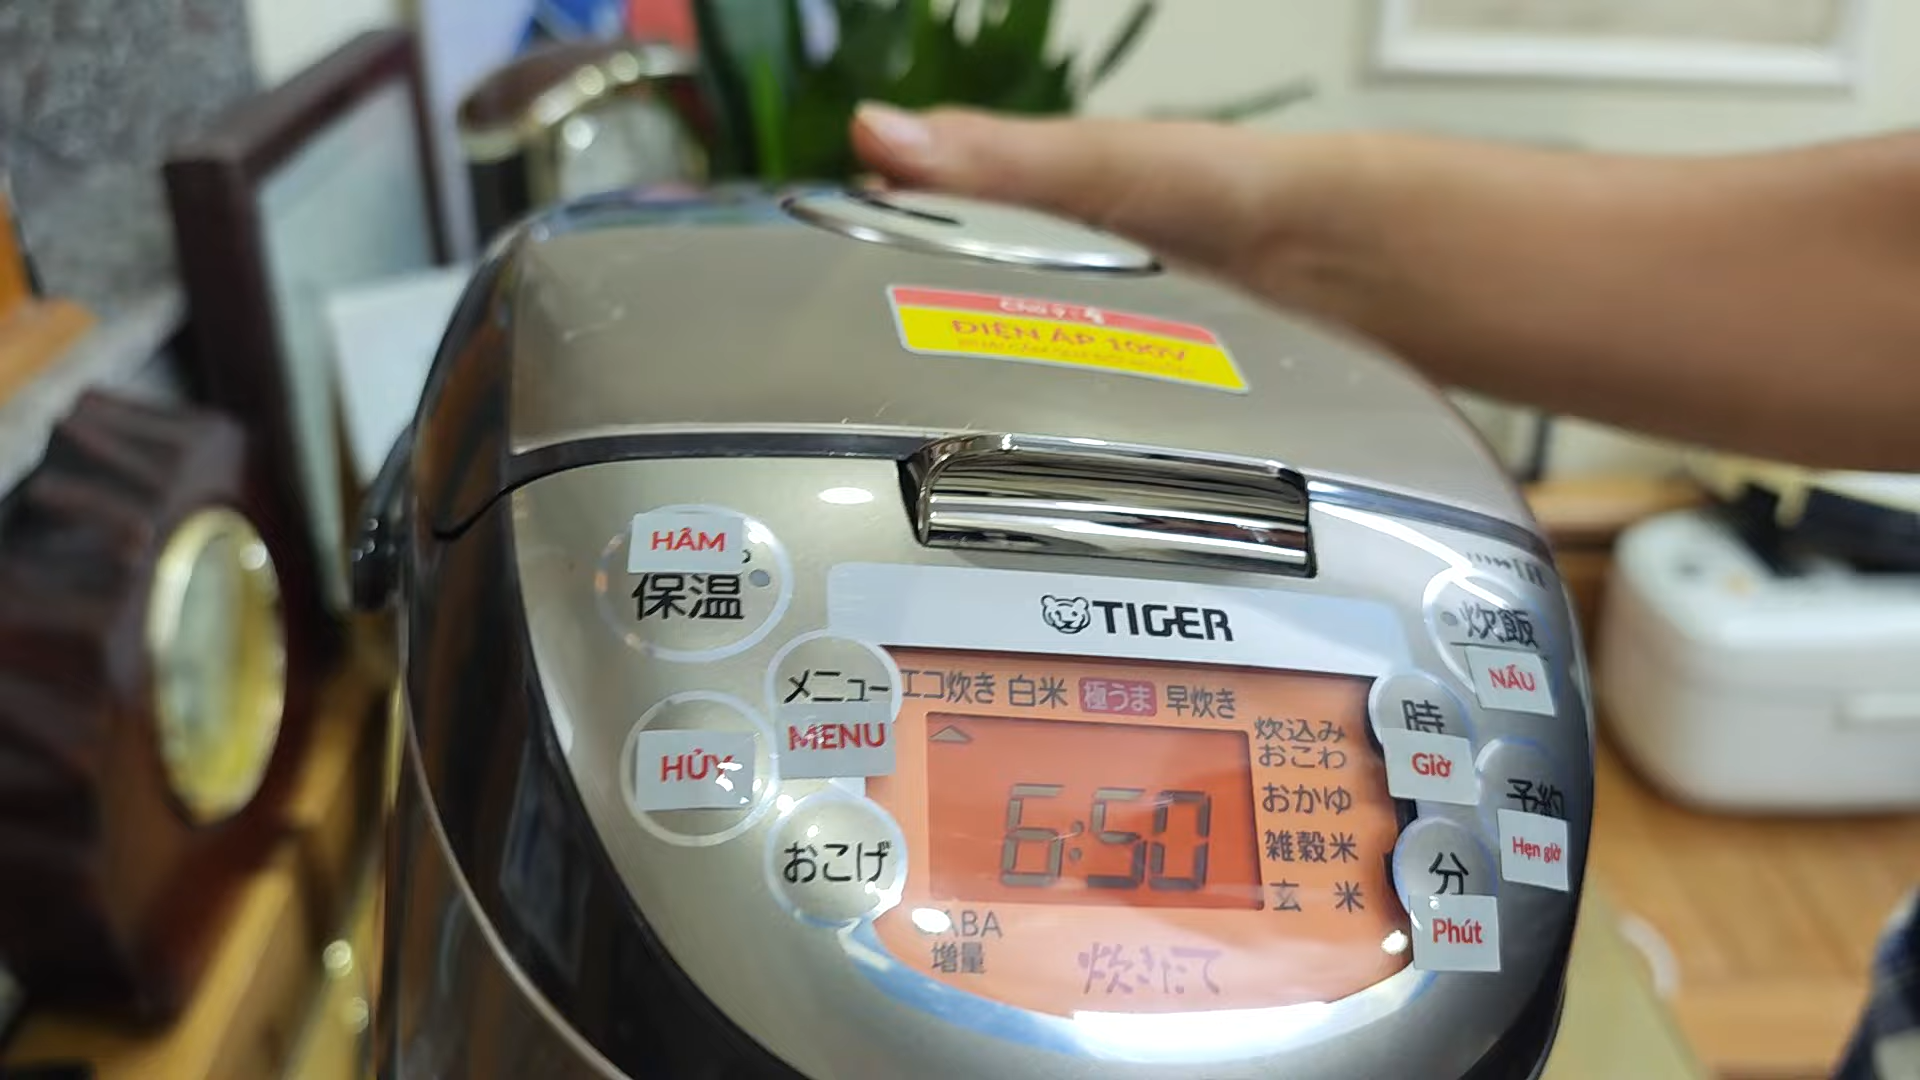 ĐIỆN ÁP 100V
HÂM
保温
TIGER
炊飯
NẤU
メニュー
MENU
エコ炊き 白米 極うま 早炊き
炊込み
おこわ
時
Giờ
HỦY
6:50
おかゆ
予約
Hẹn giờ
おこげ
雑穀米
分
玄 米
Phút
増量
炊きたて